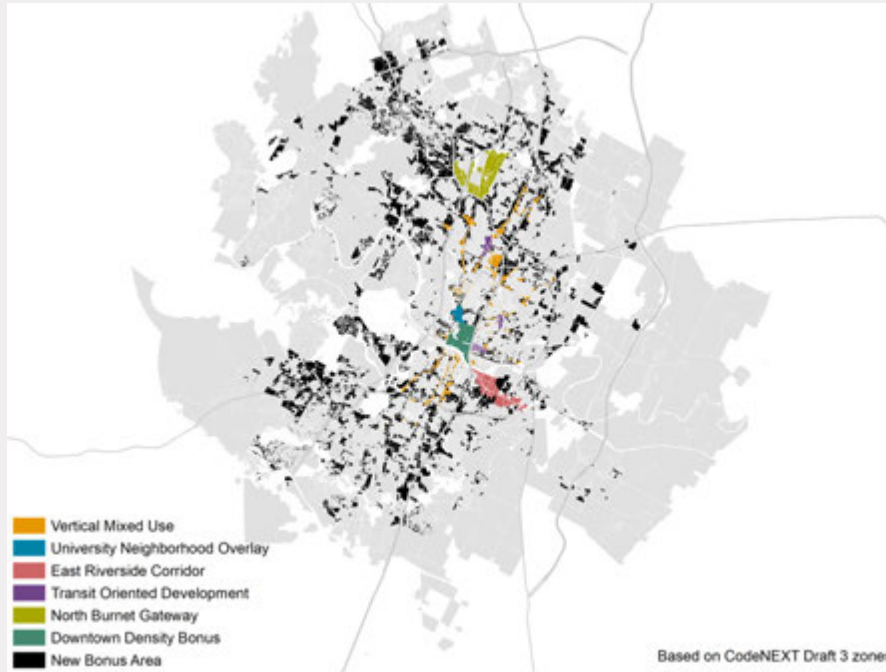 Vertical Mixed Use
University Neighborhood Overlay
East Riverside Corridor
Transit Oriented Development
North Burnet Gateway
Downtown Density Bonus
New Bonus Area
Based on CodeNEXT Draft 3 zones